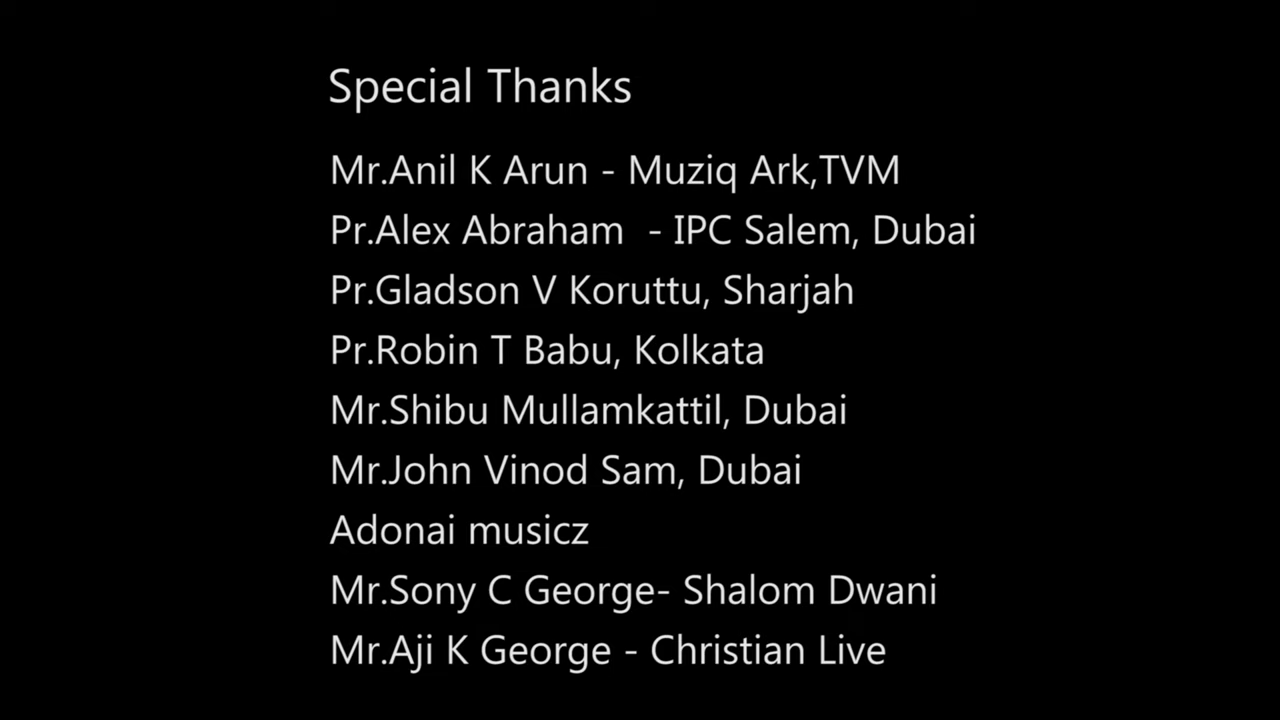 Special Thanks
Mr.Anil K Arun - Muziq Ark,TVM
Pr.Alex Abraham  - IPC Salem, Dubai
Pr.Gladson V Koruttu, Sharjah
Pr.Robin T Babu, Kolkata
Mr.Shibu Mullamkattil, Dubai
Mr.John Vinod Sam, Dubai
Adonai musicz
Mr.Sony C George- Shalom Dwani
Mr.Aji K George - Christian Live